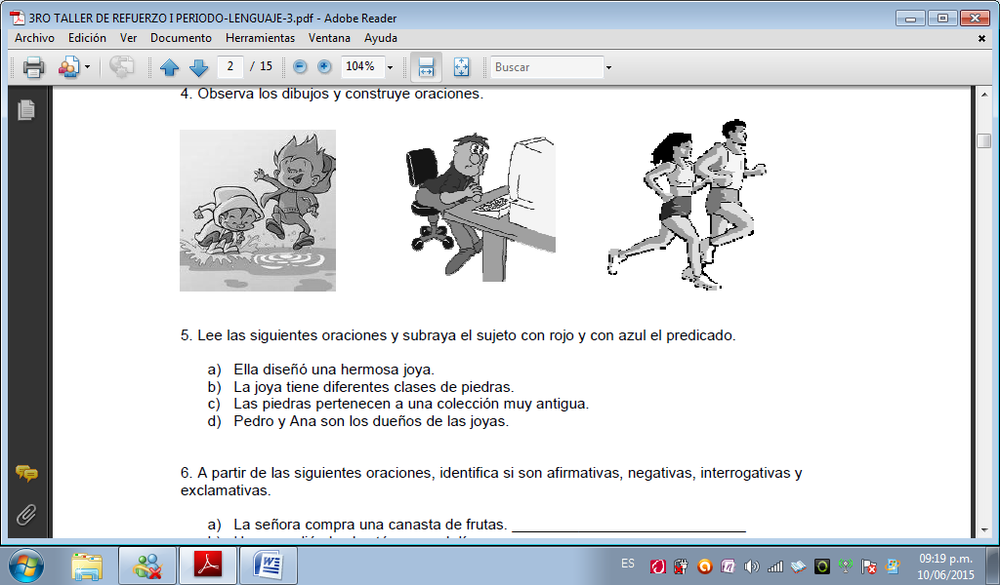 3RO TALLER DE REFUERZO I PERIODO-LENGUAJE-3.pdf - Adobe Reader
Archivo Edición Ver Documento Herramientas Ventana Ayuda
2 / 15 104% Buscar
4. Observa los dibujos y construye oraciones.
5. Lee las siguientes oraciones y subraya el sujeto con rojo y con azul el predicado.
a) Ella diseñó una hermosa joya.
b) La joya tiene diferentes clases de piedras.
c) Las piedras pertenecen a una colección muy antigua.
d) Pedro y Ana son los dueños de las joyas.
6. A partir de las siguientes oraciones, identifica si son afirmativas, negativas, interrogativas y
exclamativas.
a) La señora compra una canasta de frutas. ____________________________
ES 09:19 p.m.
10/06/2015